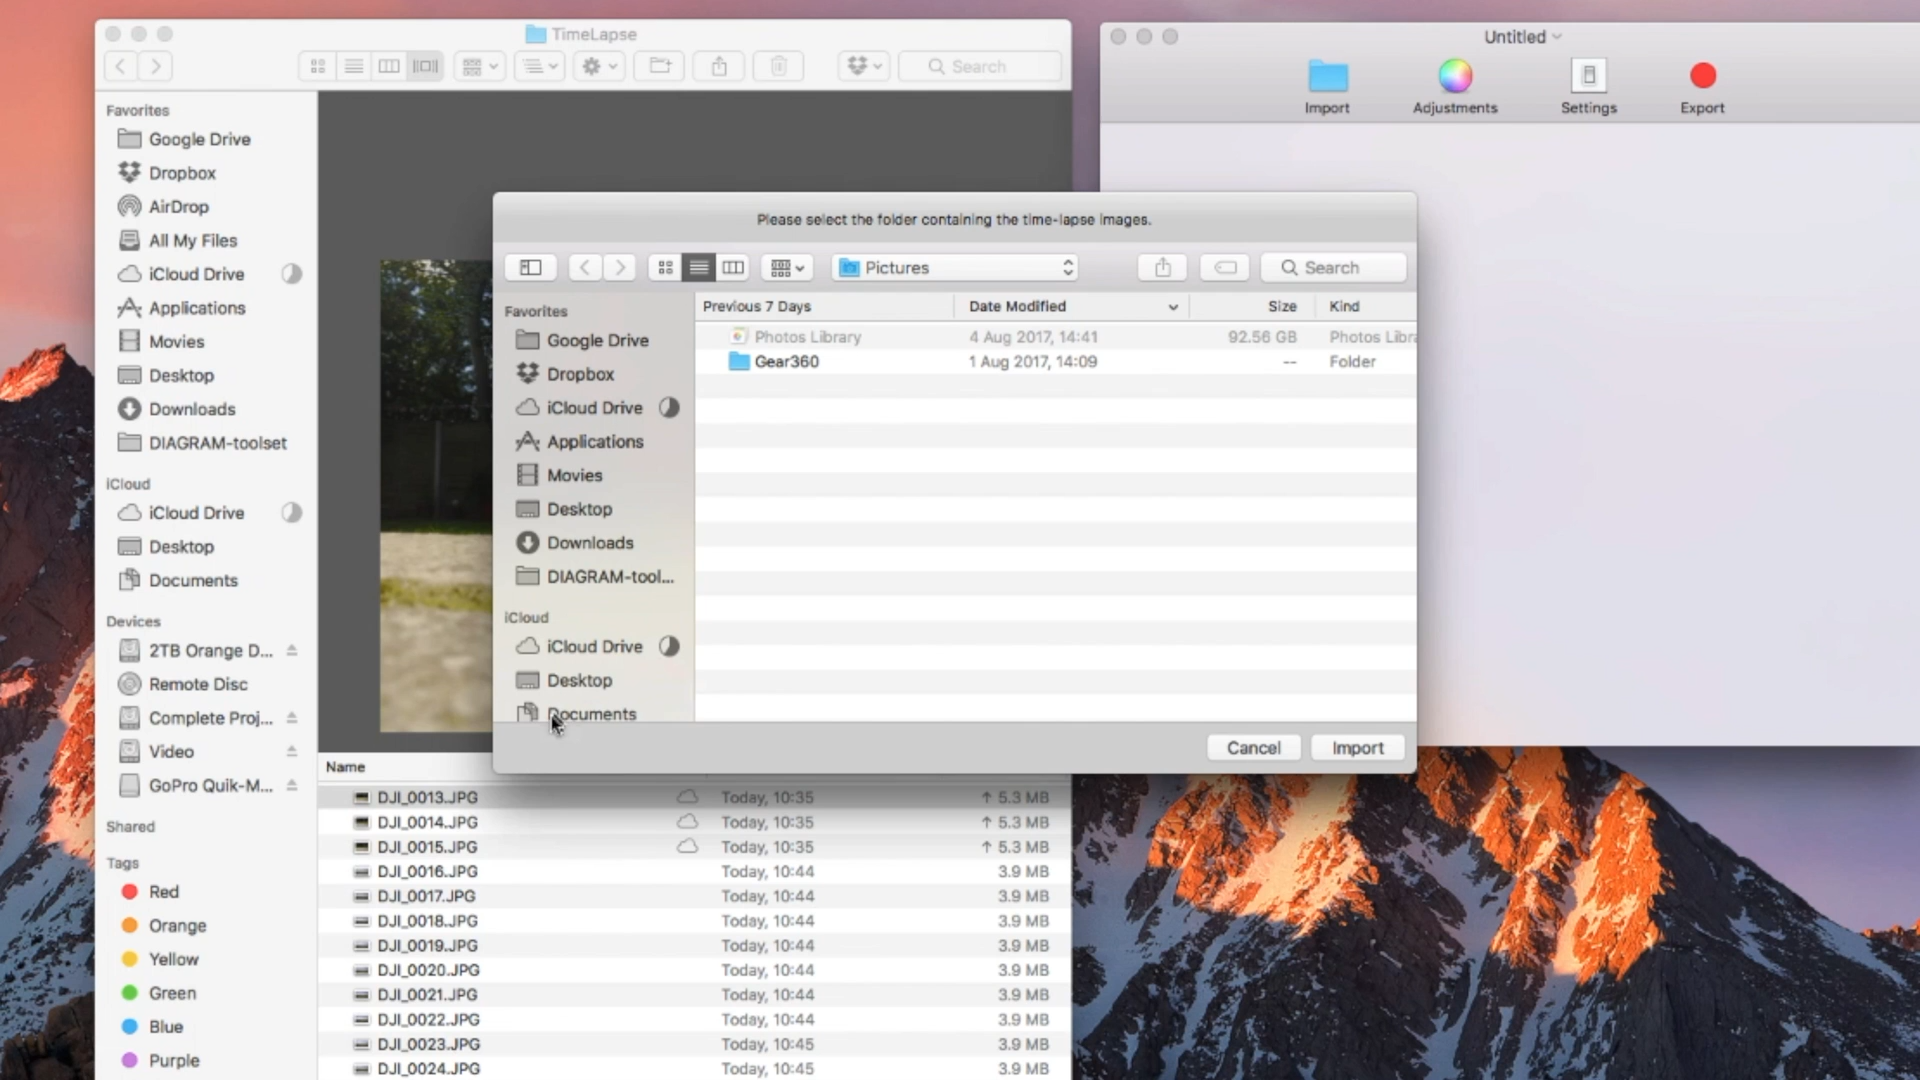 TimeLapse
Search
Favorites
Google Drive
Dropbox
AirDrop
All My Files
iCloud Drive
Applications
Movies
Desktop
Downloads
DIAGRAM-toolset
iCloud
iCloud Drive
Desktop
Documents
Devices
2TB Orange D...
Remote Disc
Complete Proj...
Video
GoPro Quik-M...
Shared
Tags
Red
Orange
Yellow
Green
Blue
Purple
Name
DJI_0013.JPG Today, 10:35 ↑ 5.3 MB
DJI_0014.JPG Today, 10:35 ↑ 5.3 MB
DJI_0015.JPG Today, 10:35 ↑ 5.3 MB
DJI_0016.JPG Today, 10:44 3.9 MB
DJI_0017.JPG Today, 10:44 3.9 MB
DJI_0018.JPG Today, 10:44 3.9 MB
DJI_0019.JPG Today, 10:44 3.9 MB
DJI_0020.JPG Today, 10:44 3.9 MB
DJI_0021.JPG Today, 10:44 3.9 MB
DJI_0022.JPG Today, 10:44 3.9 MB
DJI_0023.JPG Today, 10:45 3.9 MB
DJI_0024.JPG Today, 10:45 3.9 MB
Please select the folder containing the time-lapse images.
Pictures
Search
Favorites
Google Drive
Dropbox
iCloud Drive
Applications
Movies
Desktop
Downloads
DIAGRAM-tool...
iCloud
iCloud Drive
Desktop
Documents
Previous 7 Days Date Modified Size Kind
Photos Library 4 Aug 2017, 14:41 92.56 GB Photos Libra
Gear360 1 Aug 2017, 14:09 -- Folder
Cancel Import
Untitled
Import Adjustments Settings Export